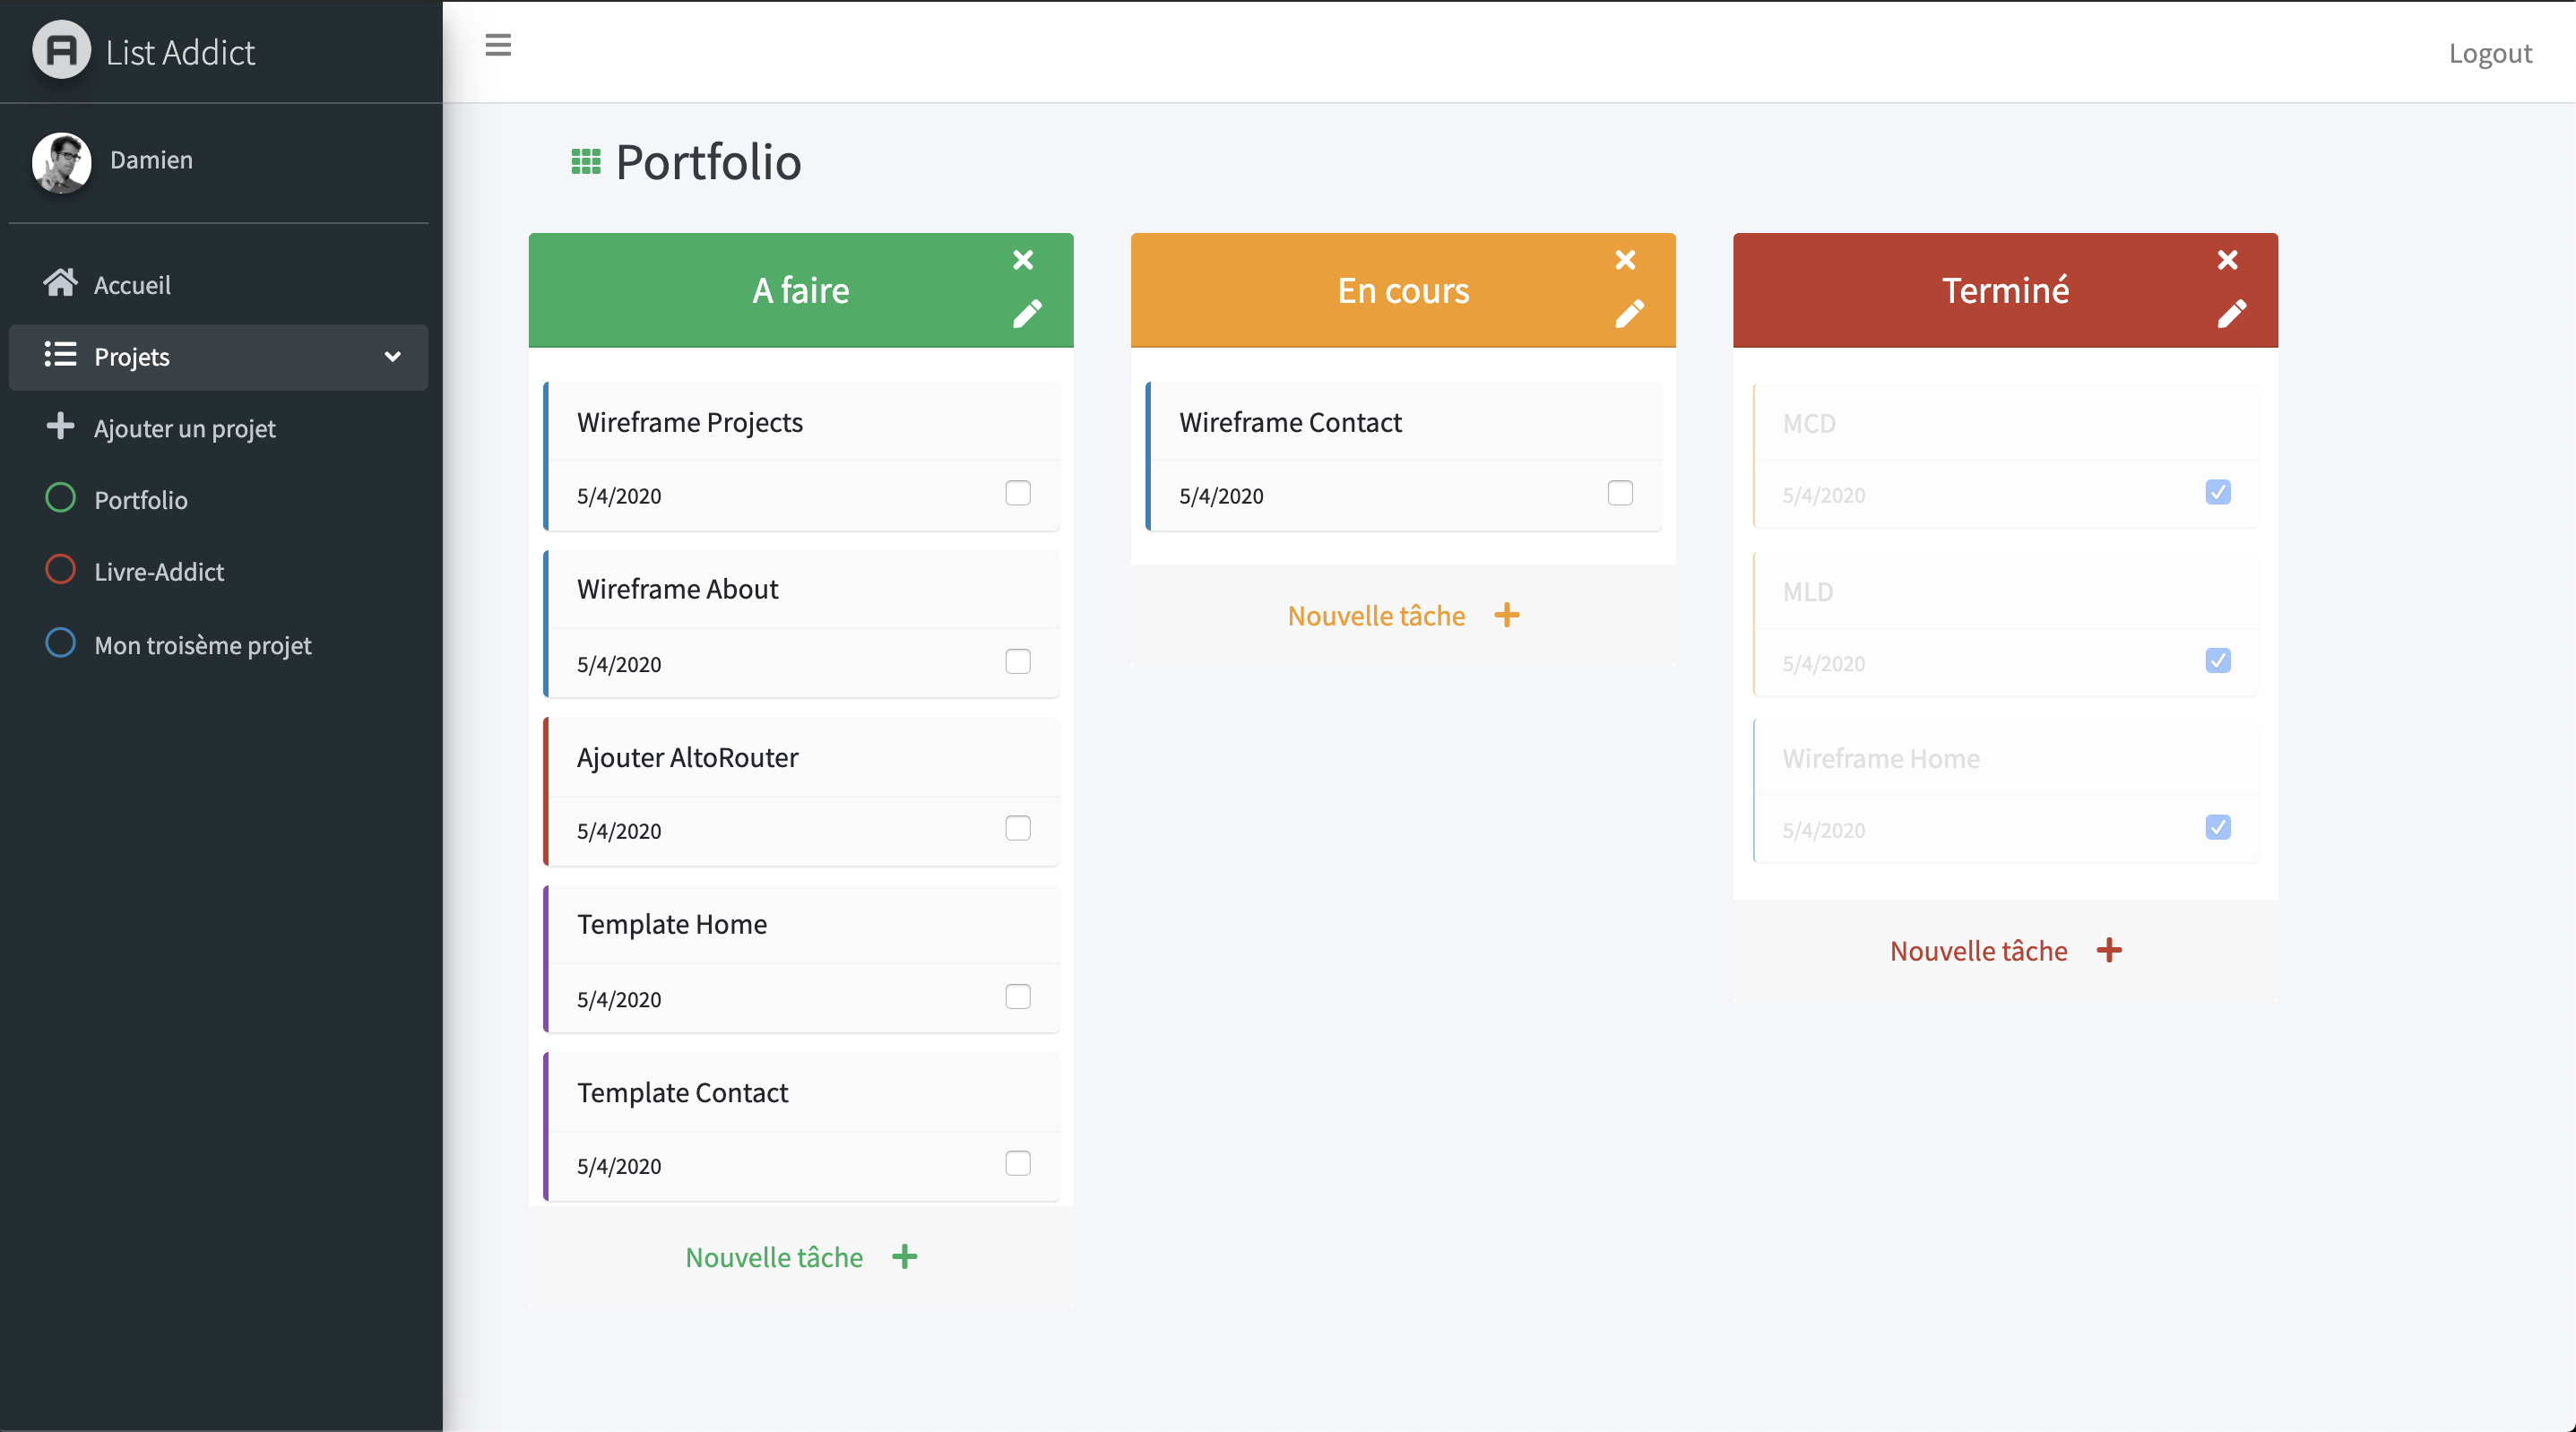 List Addict
Logout
Damien
Accueil
Projets
Ajouter un projet
Portfolio
Livre-Addict
Mon troisème projet
Portfolio
A faire
Wireframe Projects
5/4/2020
Wireframe About
5/4/2020
Ajouter AltoRouter
5/4/2020
Template Home
5/4/2020
Template Contact
5/4/2020
Nouvelle tâche
En cours
Wireframe Contact
5/4/2020
Nouvelle tâche
Terminé
MCD
5/4/2020
MLD
5/4/2020
Wireframe Home
5/4/2020
Nouvelle tâche